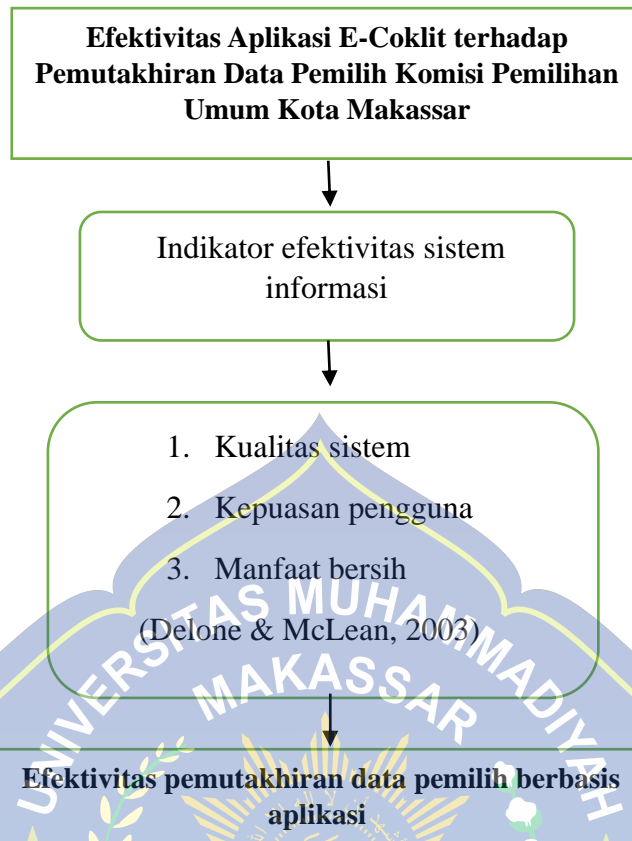 Efektivitas Aplikasi E-Coklit terhadap
Pemutakhiran Data Pemilih Komisi Pemilihan
Umum Kota Makassar
Indikator efektivitas sistem
informasi
1. Kualitas sistem
2. Kepuasan pengguna
3. Manfaat bersih
(Delone & McLean, 2003)
UNIVERSITAS MUHAMMADIYAH
MAKASSAR
Efektivitas pemutakhiran data pemilih berbasis
aplikasi